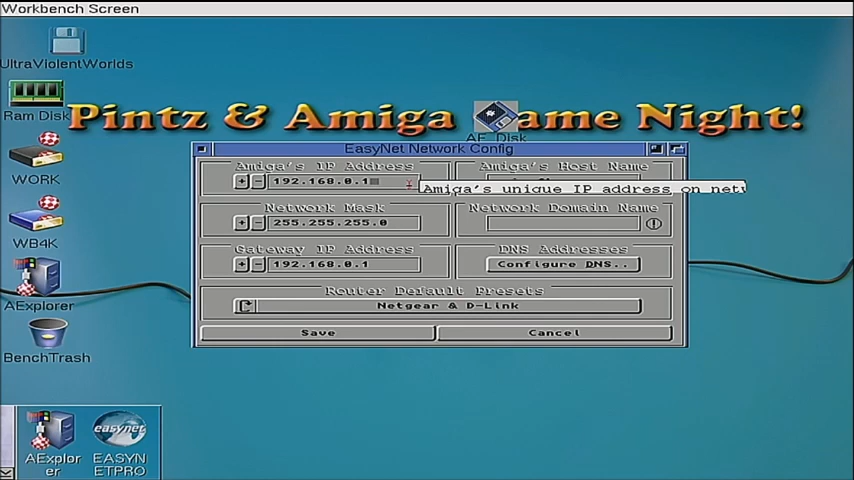 Workbench Screen
UltraViolentWorlds
Ram Disk
Pintz & Amiga Game Night!
AF_Disk
WORK
WB4K
AExplorer
BenchTrash
EasyNet Network Config
Amiga's IP Address
Amiga's Host Name
192.168.0.1
Amiga's unique IP address on
Network Mask
Network Domain Name
255.255.255.0
Gateway IP Address
DNS Addresses
192.168.0.1
Configure DNS..
Router Default Presets
Netgear & D-Link
Save
Cancel
AExplor
er
easynet
EASYN
ETPRO